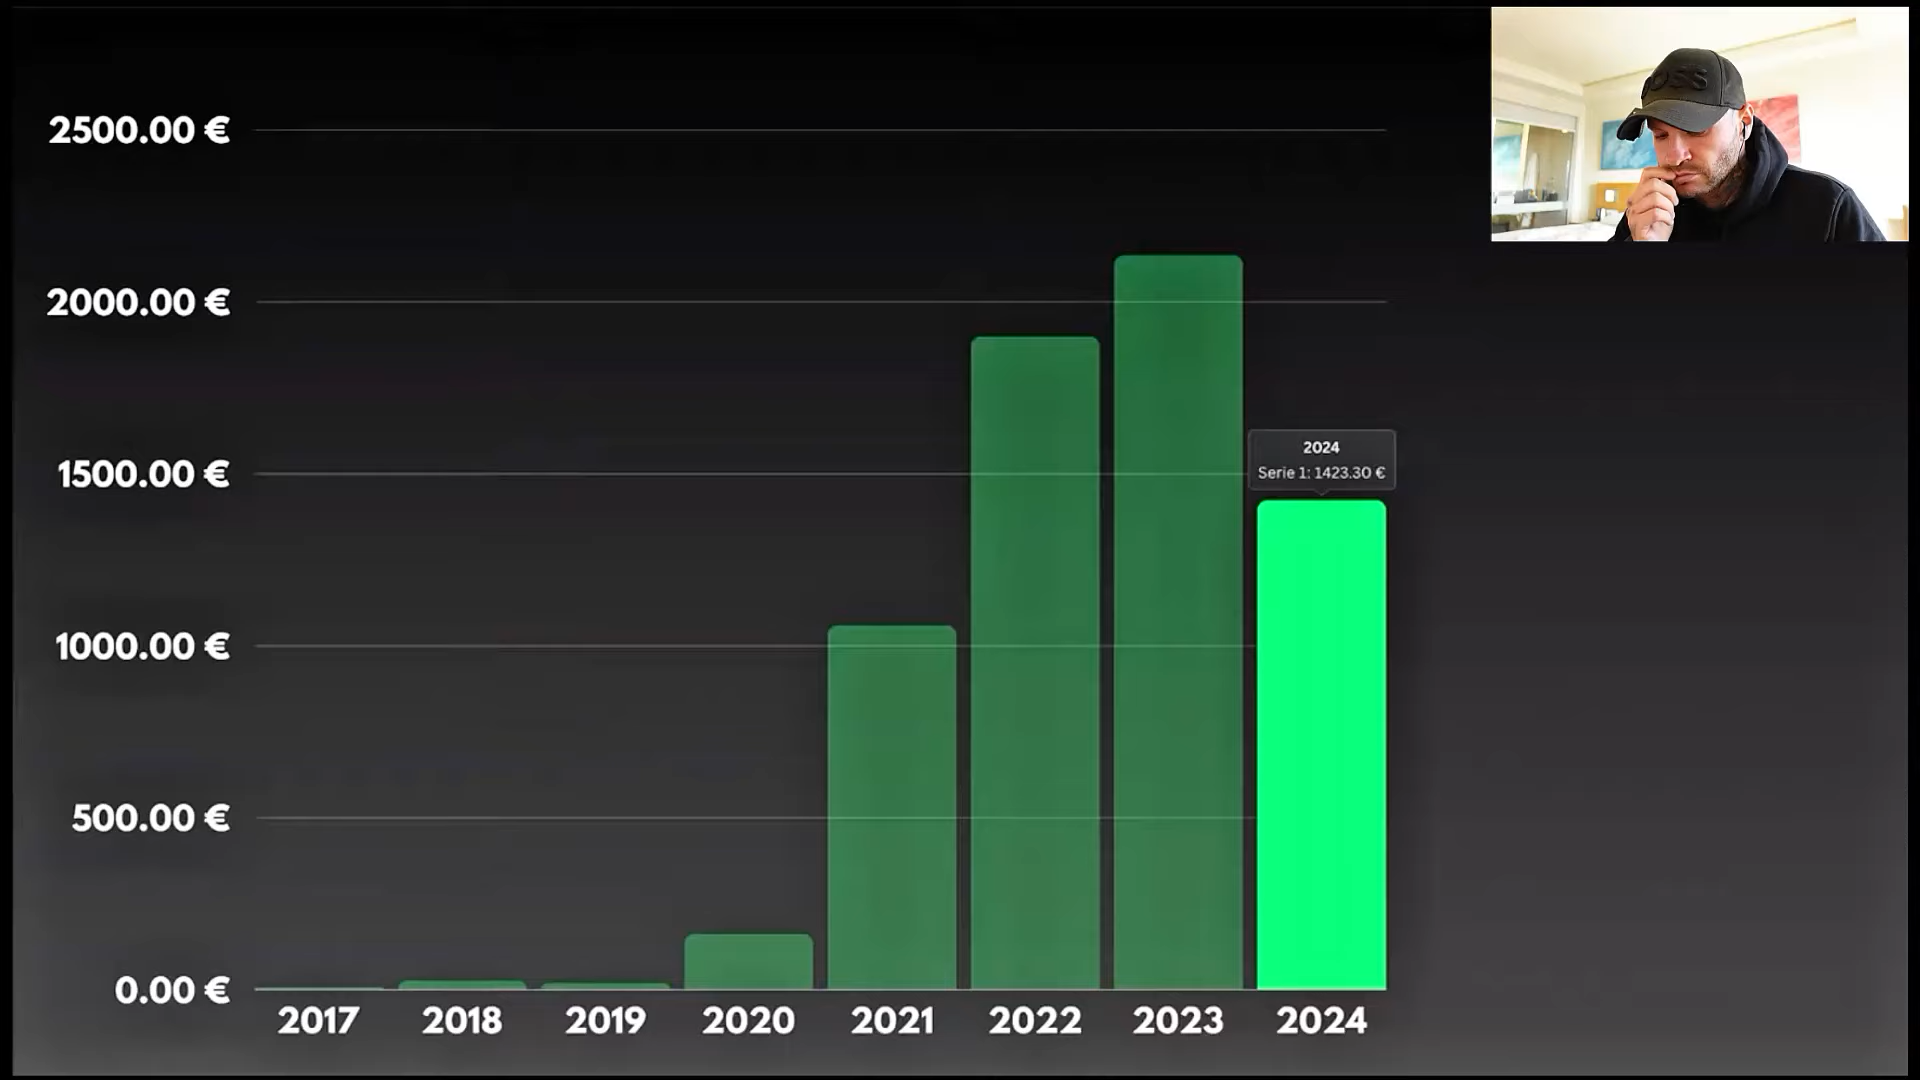 2500.00 €
2000.00 €
1500.00 €
1000.00 €
500.00 €
0.00 €
2024
Serie 1: 1423.30 €
2017 2018 2019 2020 2021 2022 2023 2024
OSS